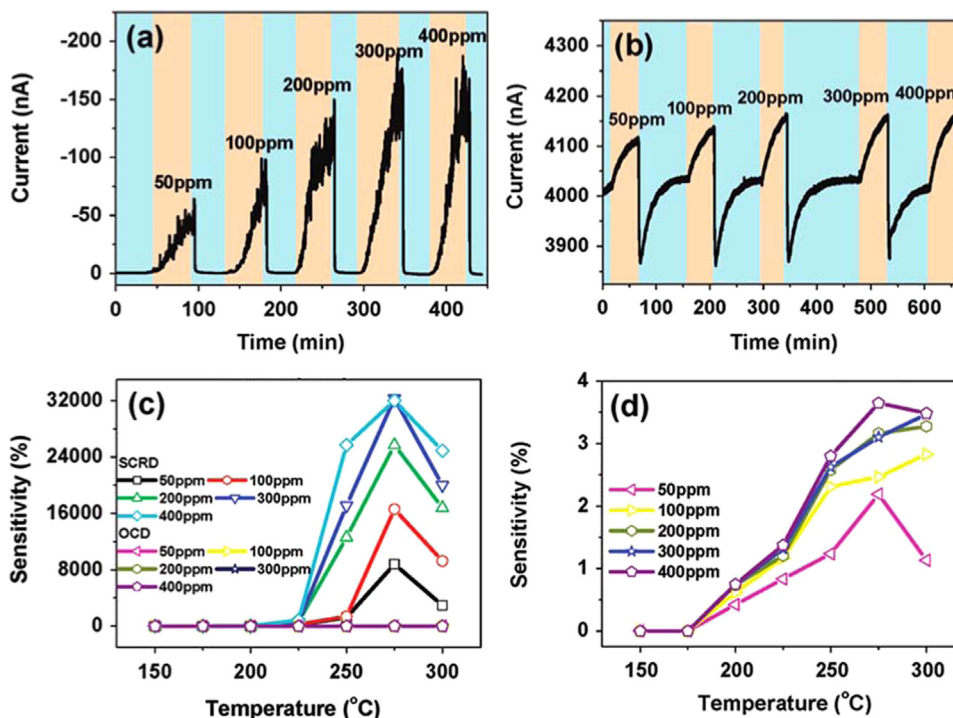 (a)
-200
-150
-100
-50
0
Current (nA)
50ppm
100ppm
200ppm
300ppm
400ppm
0 100 200 300 400
Time (min)
(b)
4300
4200
4100
4000
3900
Current (nA)
50ppm
100ppm
200ppm
300ppm
400ppm
0 100 200 300 400 500 600
Time (min)
(c)
32000
24000
16000
8000
0
Sensitivity (%)
SCRD
50ppm 100ppm
200ppm 300ppm
400ppm
OCD
50ppm 100ppm
200ppm 300ppm
400ppm
150 200 250 300
Temperature (°C)
(d)
4
3
2
1
0
Sensitivity (%)
50ppm
100ppm
200ppm
300ppm
400ppm
150 200 250 300
Temperature (°C)